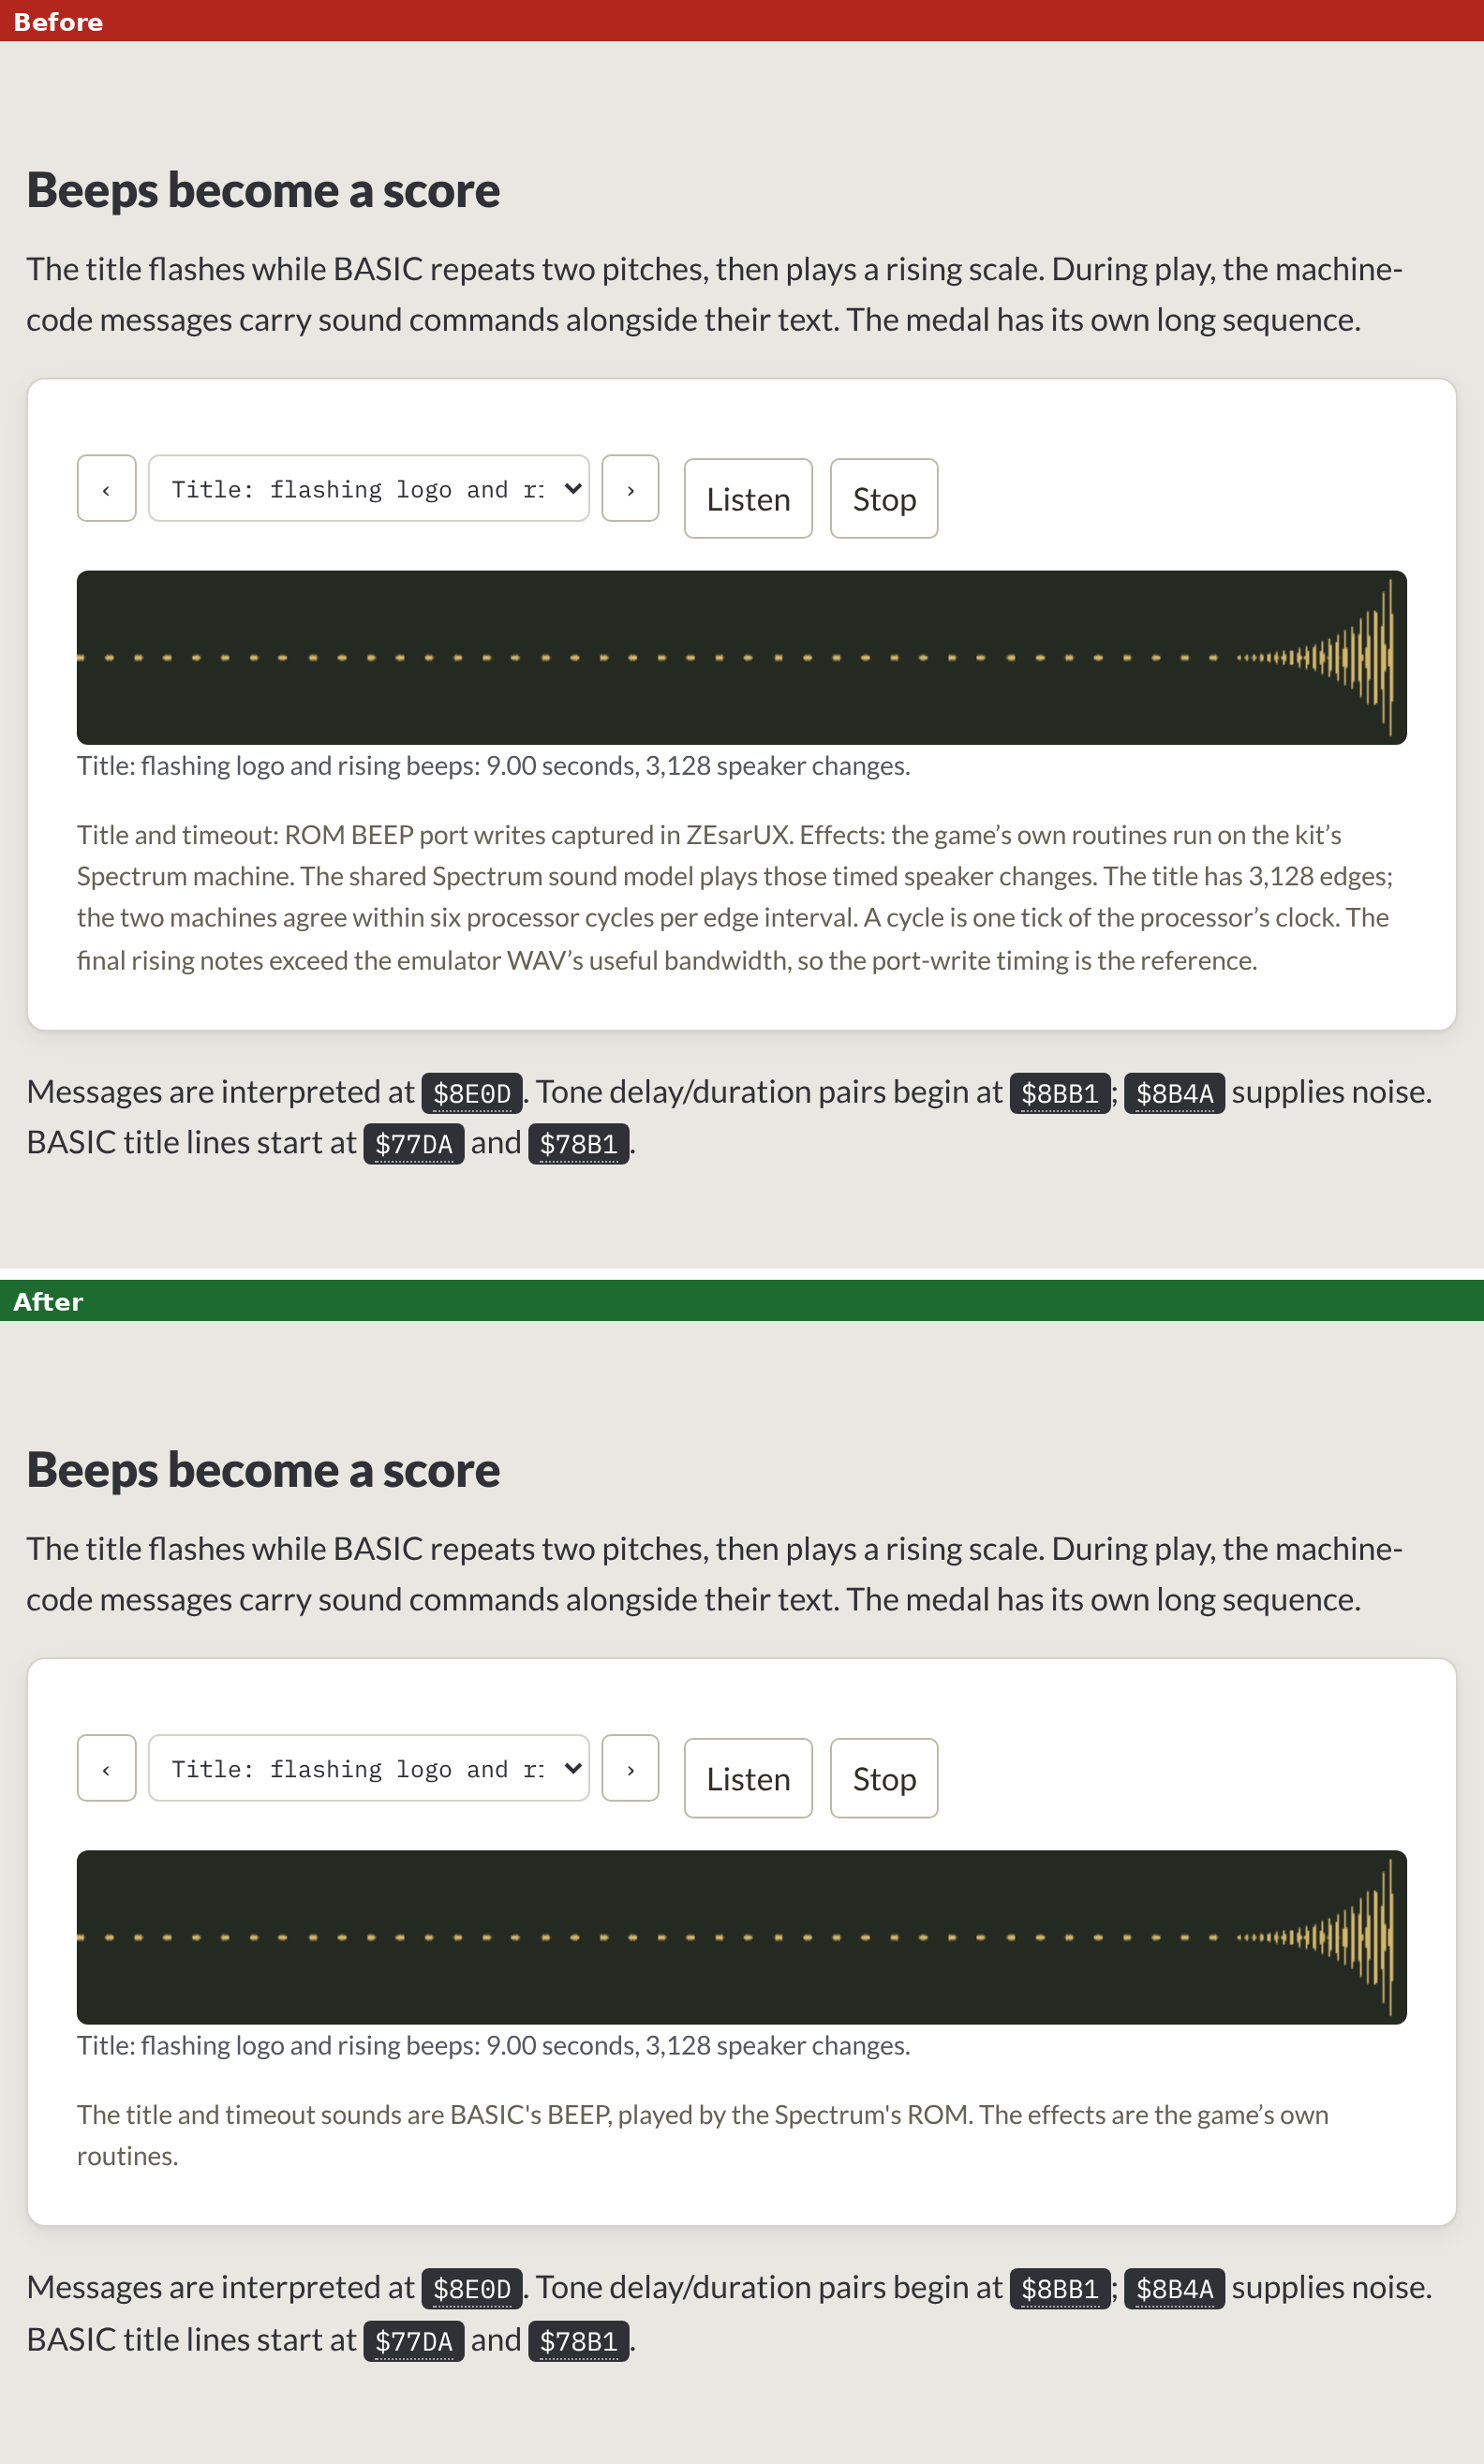 Before
Beeps become a score
The title flashes while BASIC repeats two pitches, then plays a rising scale. During play, the machine-
code messages carry sound commands alongside their text. The medal has its own long sequence.
‹ Title: flashing logo and ri › Listen Stop
Title: flashing logo and rising beeps: 9.00 seconds, 3,128 speaker changes.
Title and timeout: ROM BEEP port writes captured in ZEsarUX. Effects: the game’s own routines run on the kit’s
Spectrum machine. The shared Spectrum sound model plays those timed speaker changes. The title has 3,128 edges;
the two machines agree within six processor cycles per edge interval. A cycle is one tick of the processor’s clock. The
final rising notes exceed the emulator WAV’s useful bandwidth, so the port-write timing is the reference.
Messages are interpreted at $8E0D. Tone delay/duration pairs begin at $8BB1; $8B4A supplies noise.
BASIC title lines start at $77DA and $78B1.
After
Beeps become a score
The title flashes while BASIC repeats two pitches, then plays a rising scale. During play, the machine-
code messages carry sound commands alongside their text. The medal has its own long sequence.
‹ Title: flashing logo and ri › Listen Stop
Title: flashing logo and rising beeps: 9.00 seconds, 3,128 speaker changes.
The title and timeout sounds are BASIC's BEEP, played by the Spectrum's ROM. The effects are the game’s own
routines.
Messages are interpreted at $8E0D. Tone delay/duration pairs begin at $8BB1; $8B4A supplies noise.
BASIC title lines start at $77DA and $78B1.